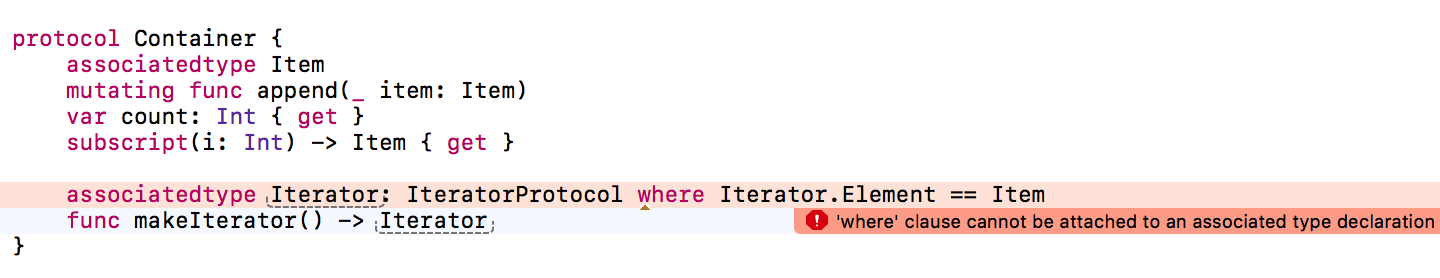 protocol Container {
    associatedtype Item
    mutating func append(_ item: Item)
    var count: Int { get }
    subscript(i: Int) -> Item { get }

    associatedtype Iterator: IteratorProtocol where Iterator.Element == Item
    func makeIterator() -> Iterator
'where' clause cannot be attached to an associated type declaration
}